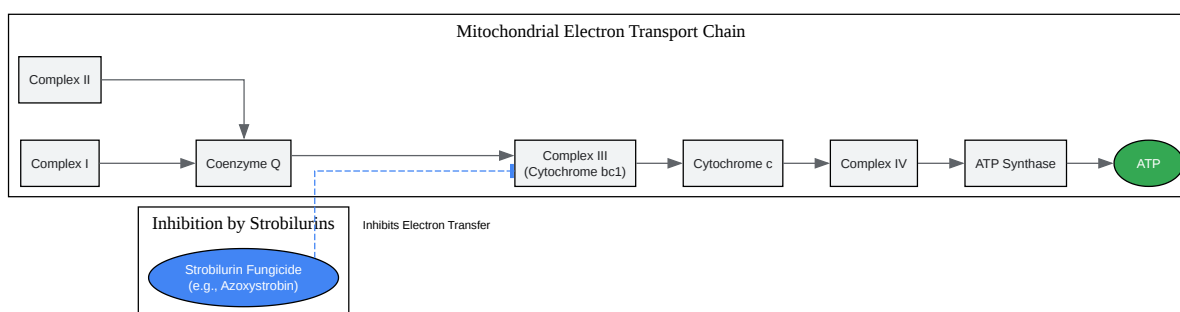 Mitochondrial Electron Transport Chain
Complex II
Complex I
Coenzyme Q
Complex III
(Cytochrome bc1)
Cytochrome c
Complex IV
ATP Synthase
ATP
Inhibition by Strobilurins
Inhibits Electron Transfer
Strobilurin Fungicide
(e.g., Azoxystrobin)